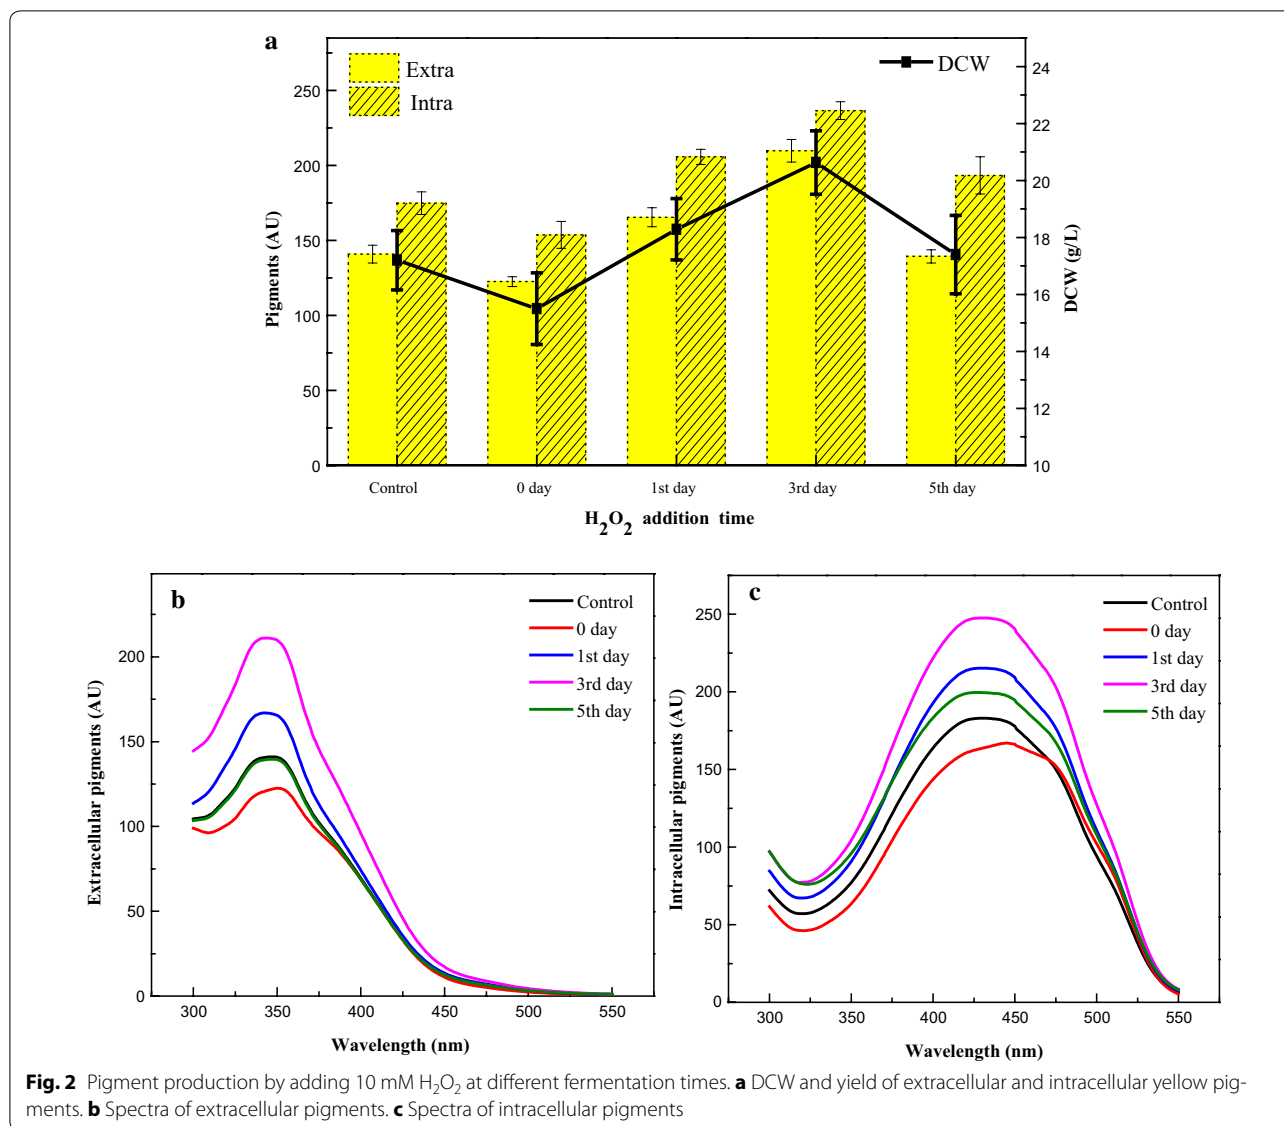 a
Extra
Intra
DCW
Pigments (AU)
250
200
150
100
50
0
DCW (g/L)
24
22
20
18
16
14
12
10
Control 0 day 1st day 3rd day 5th day
H₂O₂ addition time
b
Control
0 day
1st day
3rd day
5th day
Extracellular pigments (AU)
200
150
100
50
0
300 350 400 450 500 550
Wavelength (nm)
c
Control
0 day
1st day
3rd day
5th day
Intracellular pigments (AU)
250
200
150
100
50
0
300 350 400 450 500 550
Wavelength (nm)
Fig. 2 Pigment production by adding 10 mM H₂O₂ at different fermentation times. a DCW and yield of extracellular and intracellular yellow pig-
ments. b Spectra of extracellular pigments. c Spectra of intracellular pigments